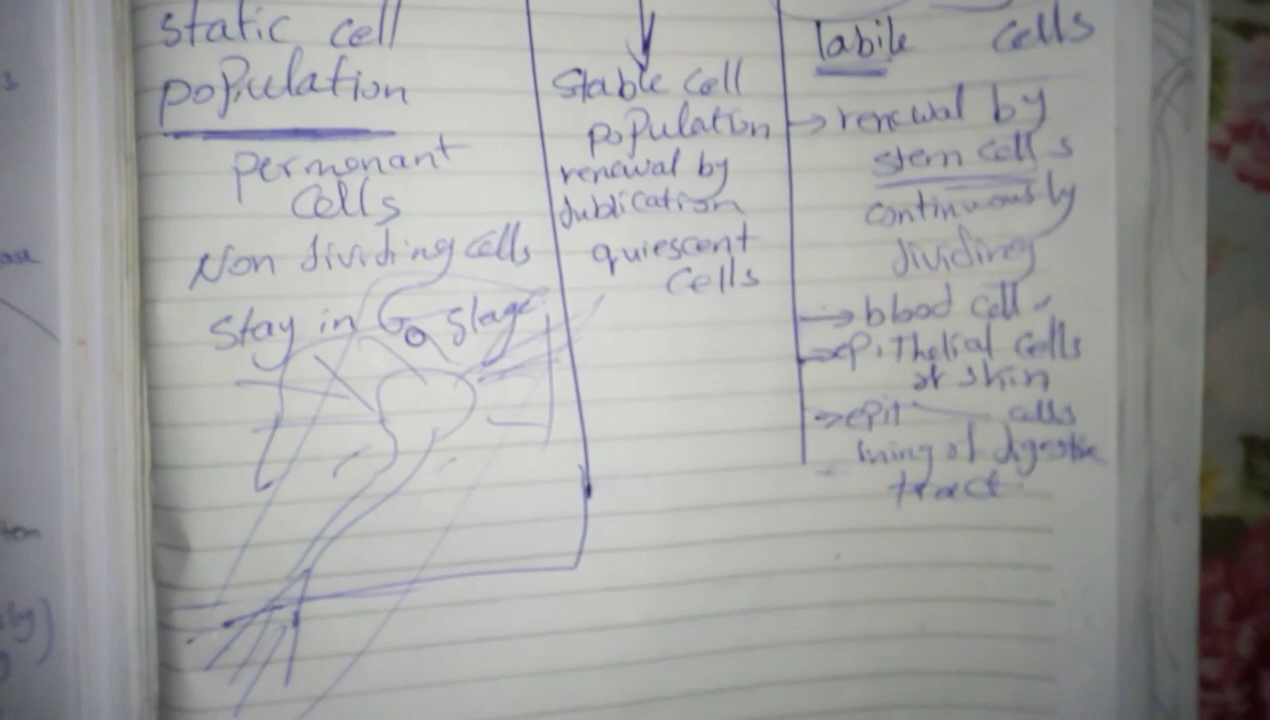 static cell
population
permenant
cells
Non dividing cells
Stay in G0 stage
Stable cell
population
renewal by
dublication
quiescent
cells
labile cells
→ renewal by
stem cells
continuously
dividing
→ blood cell
→ epithelial cells
of skin
→ epit cells
lining of digestive
tract